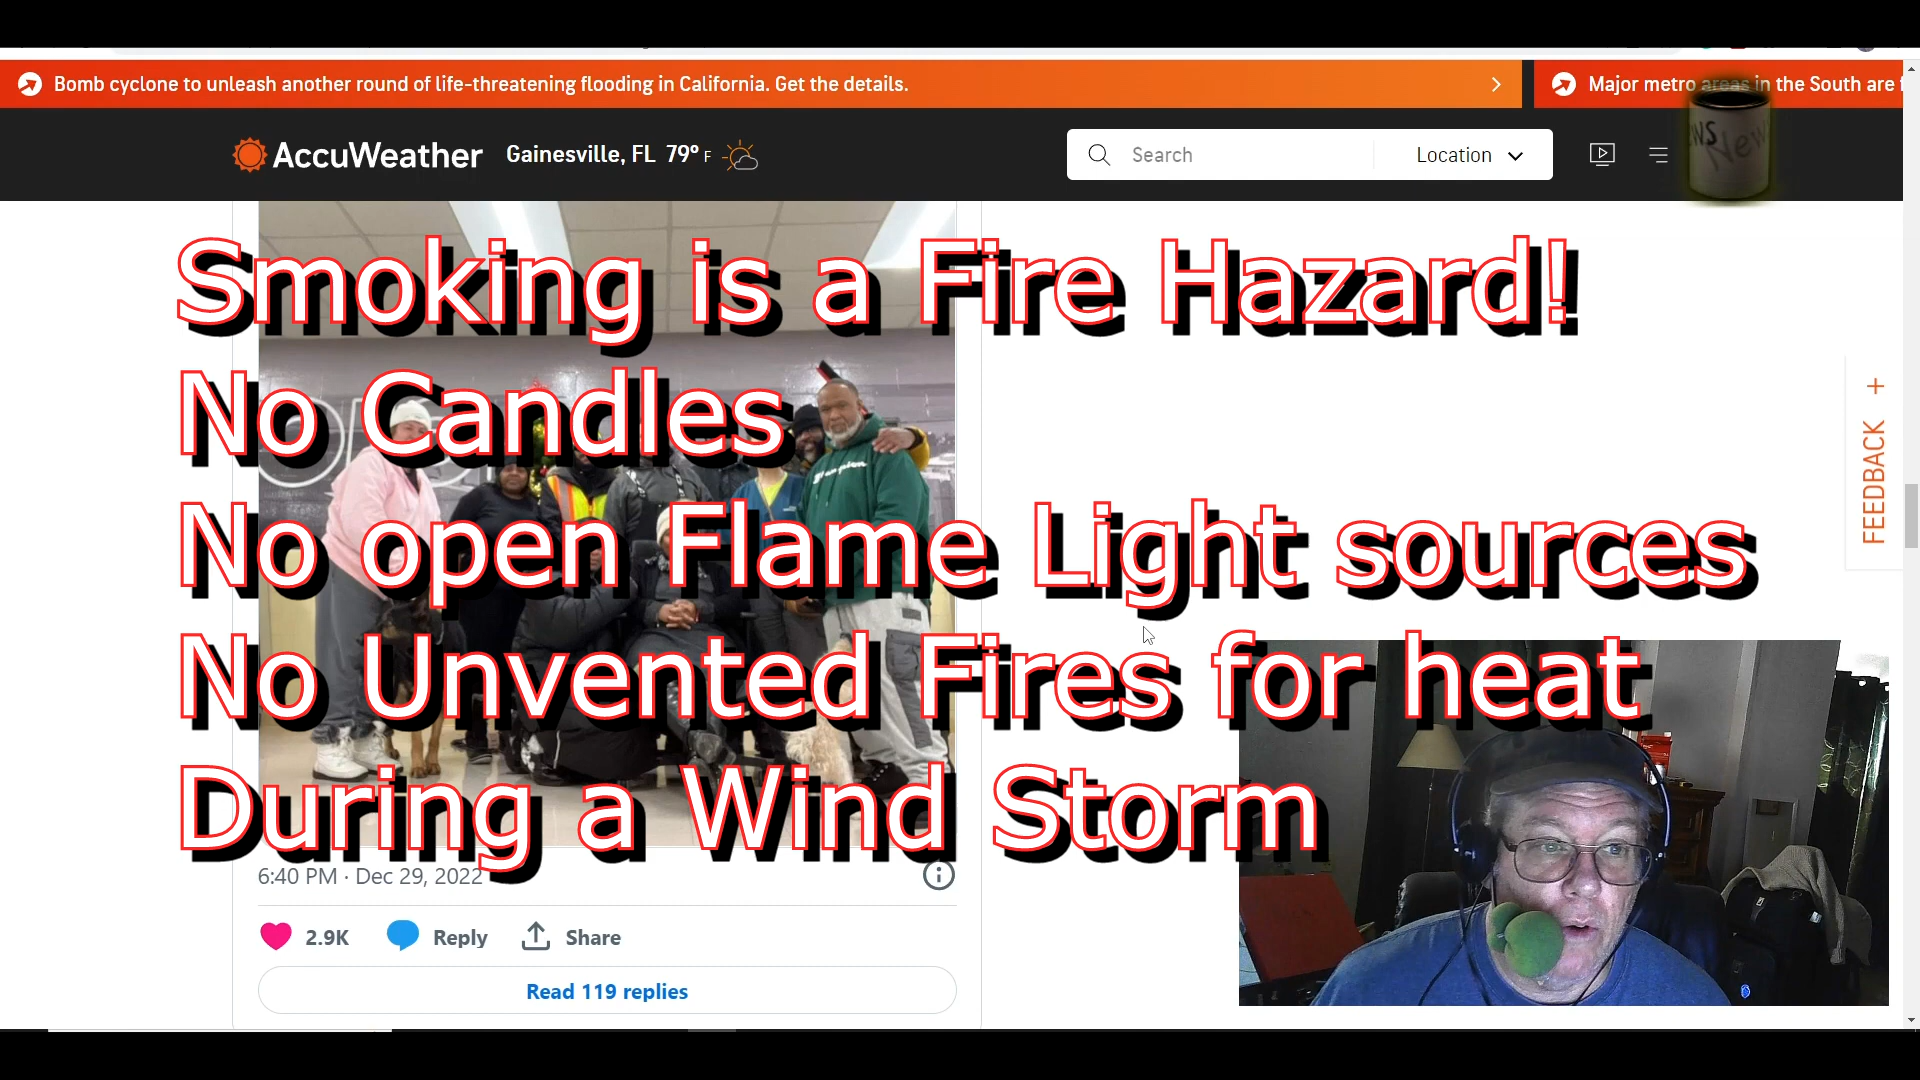 Bomb cyclone to unleash another round of life-threatening flooding in California. Get the details.
Major metro areas in the South are
AccuWeather
Gainesville, FL 79° F
Search
Location
News
Smoking is a Fire Hazard!
No Candles
No open Flame Light sources
No Unvented Fires for heat
During a Wind Storm
Champion
FEEDBACK +
6:40 PM · Dec 29, 2022
2.9K
Reply
Share
Read 119 replies